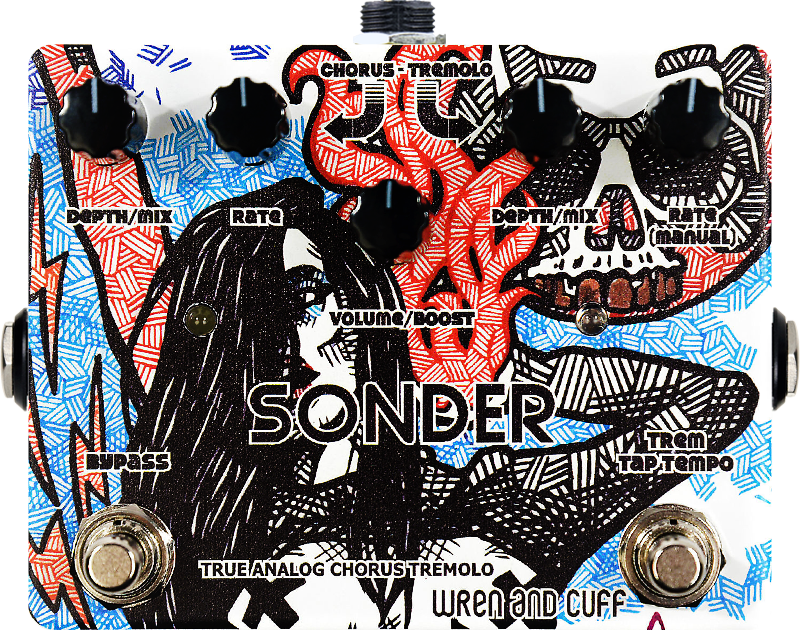 CHORUS - TREMOLO
DEPTH/MIX
RATE
DEPTH/MIX
RATE
(MANUAL)
VOLUME/BOOST
SONDER
BYPASS
TREM
TAP TEMPO
TRUE ANALOG CHORUS TREMOLO
WREN AND CUFF